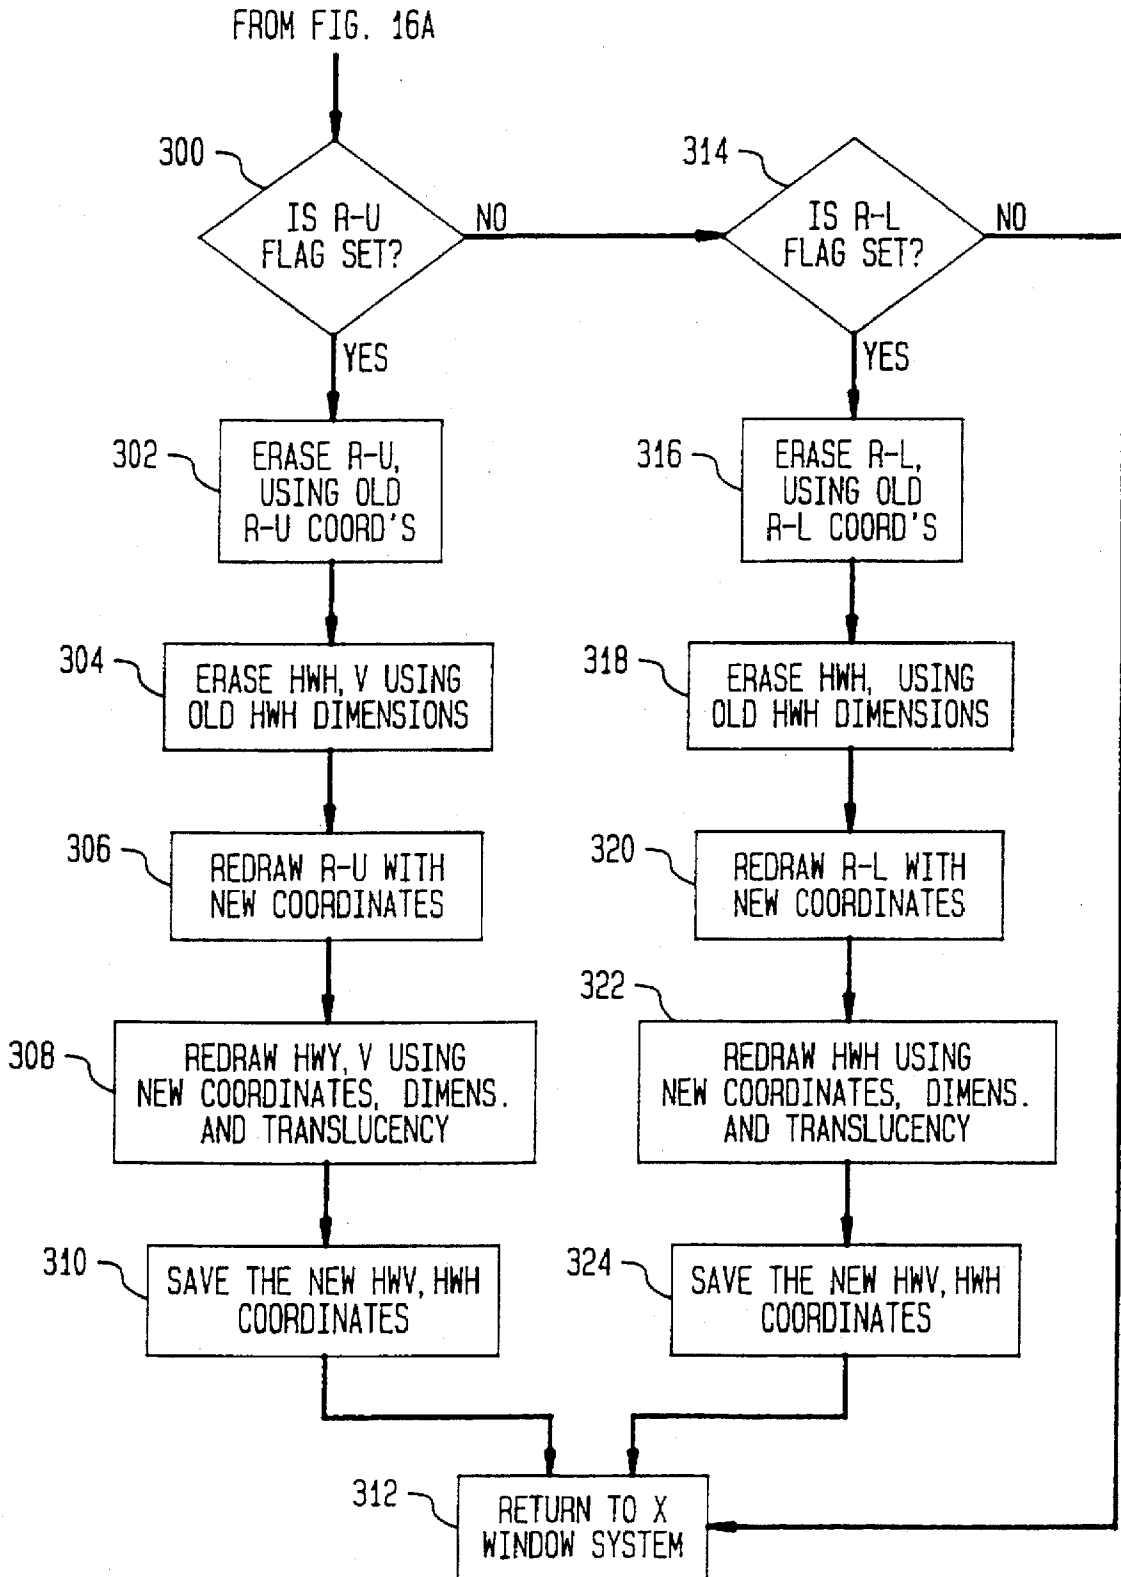 FROM FIG. 16A
300
IS R-U
FLAG SET?
NO
YES
302
ERASE R-U,
USING OLD
R-U COORD'S
304
ERASE HWH, V USING
OLD HWH DIMENSIONS
306
REDRAW R-U WITH
NEW COORDINATES
308
REDRAW HWY, V USING
NEW COORDINATES, DIMENS.
AND TRANSLUCENCY
310
SAVE THE NEW HWV, HWH
COORDINATES
314
IS R-L
FLAG SET?
NO
YES
316
ERASE R-L,
USING OLD
R-L COORD'S
318
ERASE HWH, USING
OLD HWH DIMENSIONS
320
REDRAW R-L WITH
NEW COORDINATES
322
REDRAW HWH USING
NEW COORDINATES, DIMENS.
AND TRANSLUCENCY
324
SAVE THE NEW HWV, HWH
COORDINATES
312
RETURN TO X
WINDOW SYSTEM